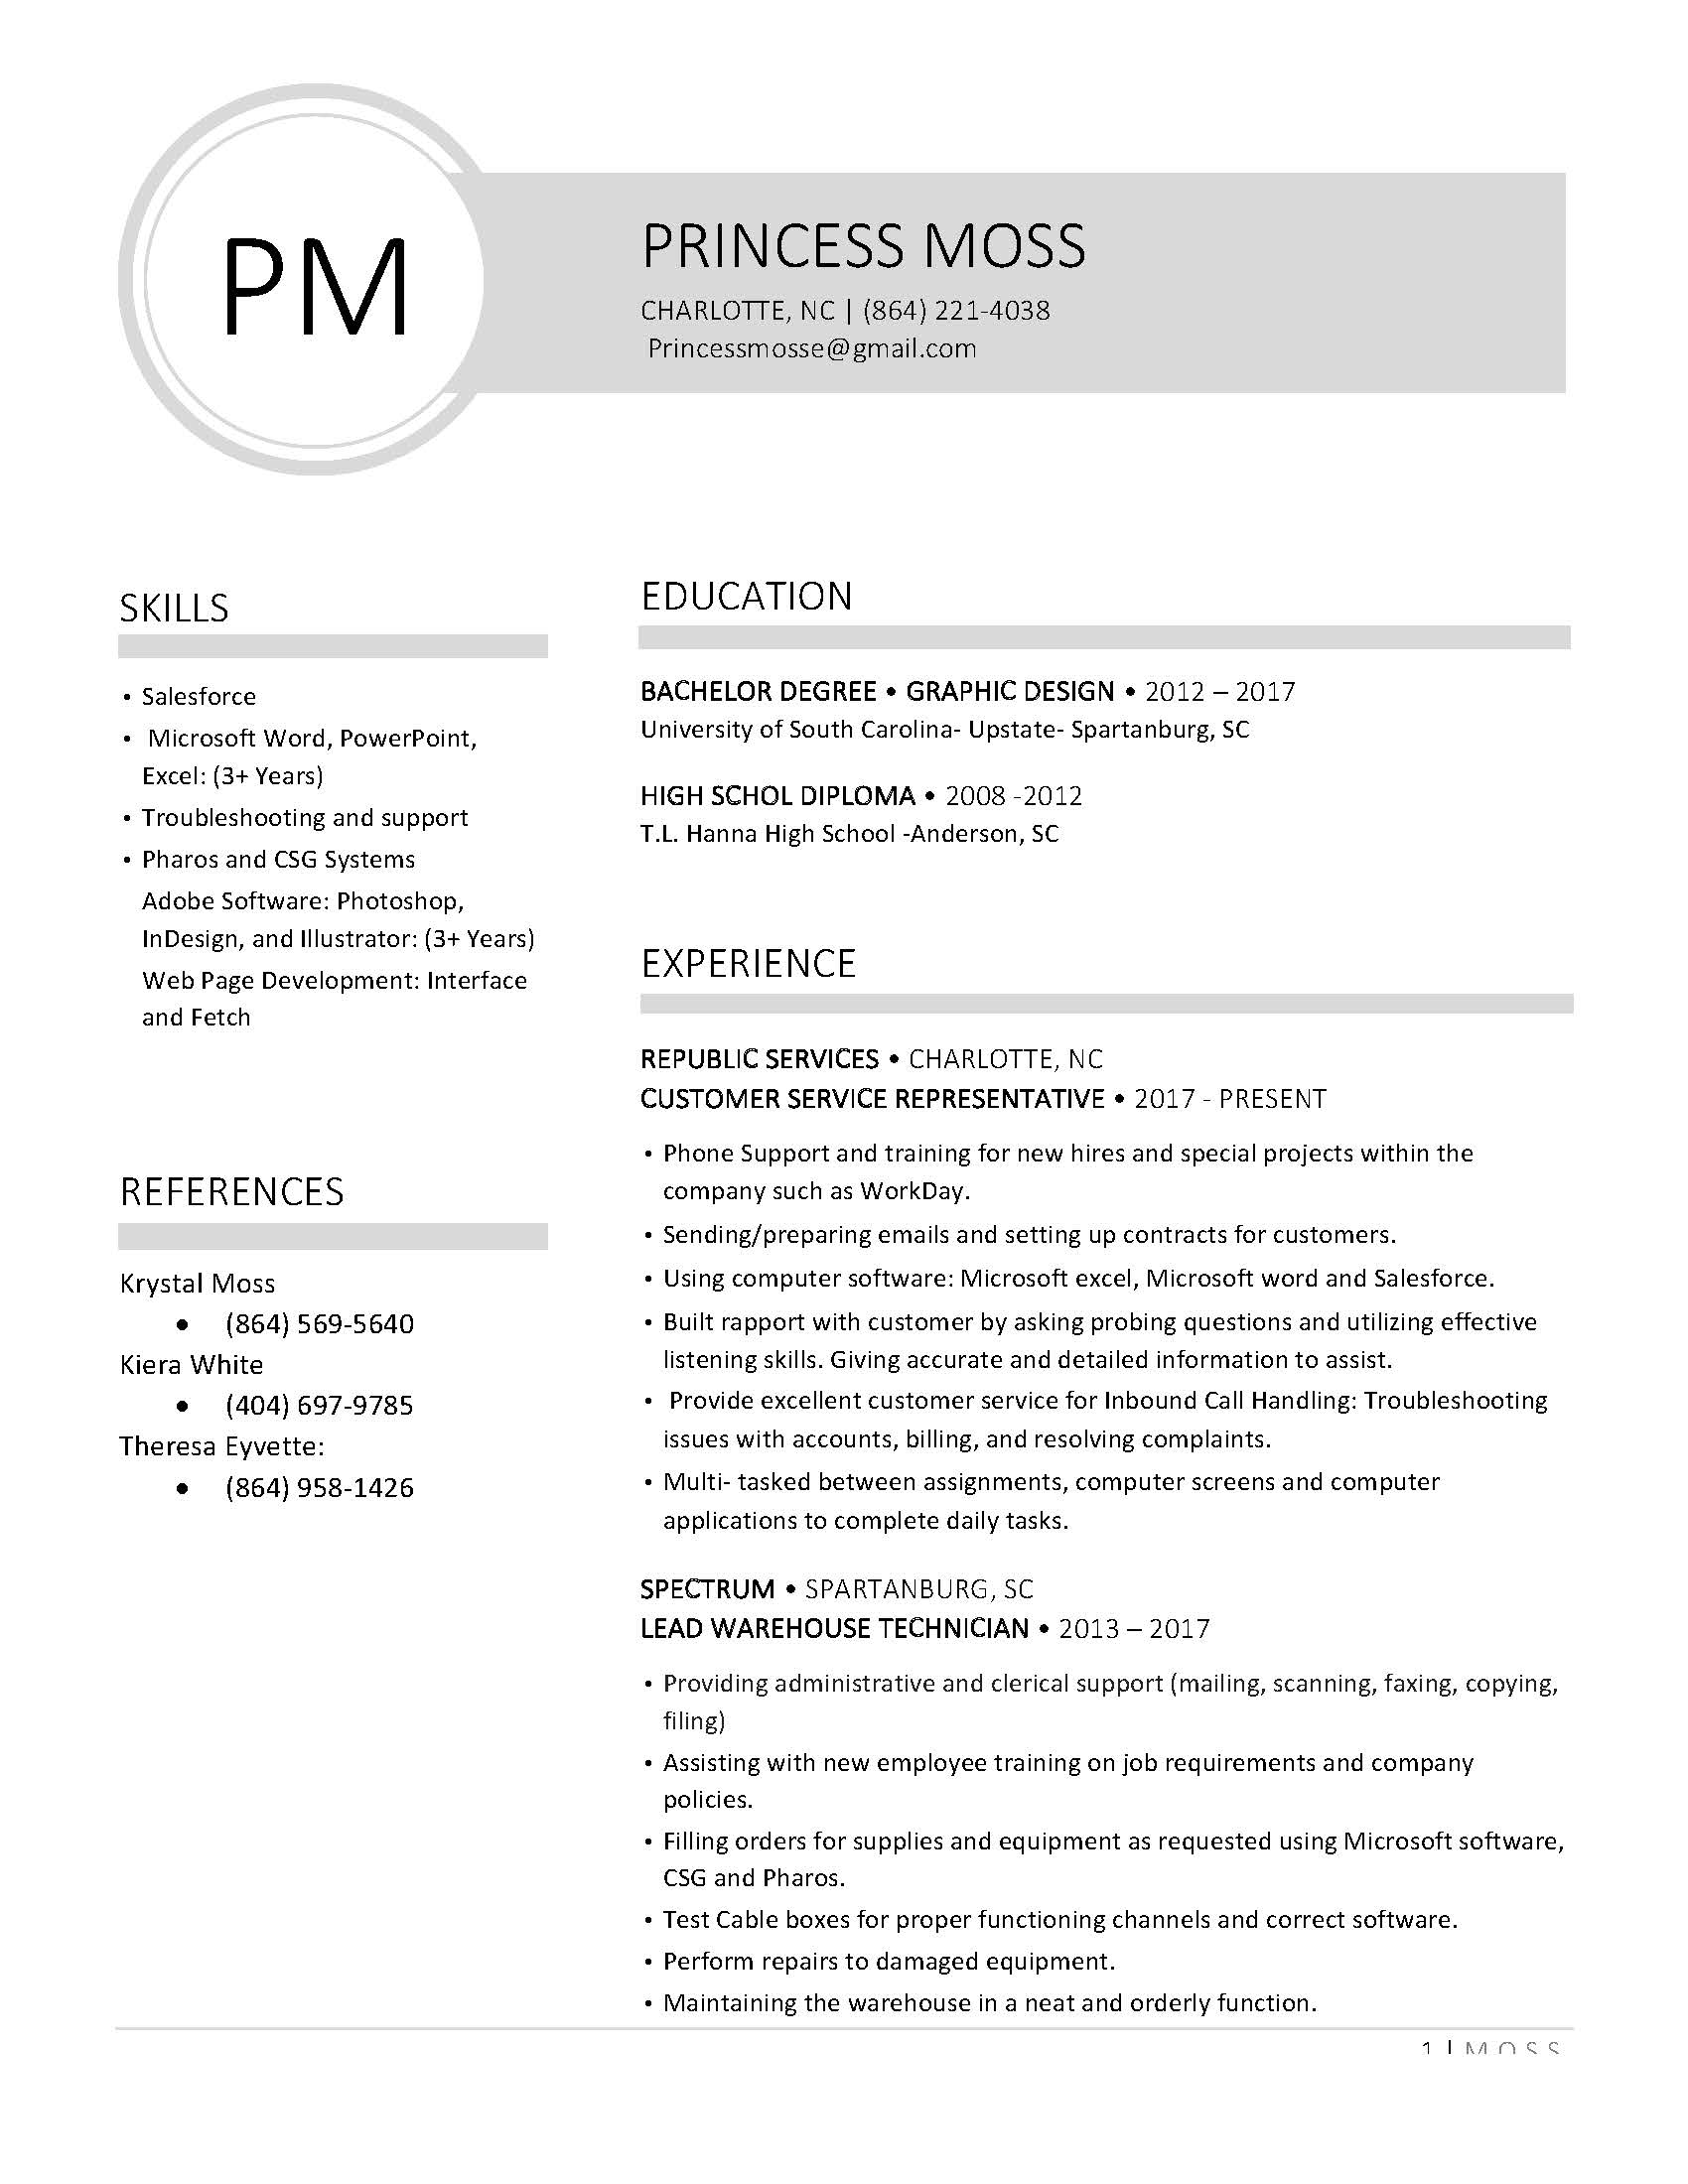 PM
PRINCESS MOSS
CHARLOTTE, NC | (864) 221-4038
Princessmosse@gmail.com
SKILLS
• Salesforce
• Microsoft Word, PowerPoint,
Excel: (3+ Years)
• Troubleshooting and support
• Pharos and CSG Systems
Adobe Software: Photoshop,
InDesign, and Illustrator: (3+ Years)
Web Page Development: Interface
and Fetch
REFERENCES
Krystal Moss
• (864) 569-5640
Kiera White
• (404) 697-9785
Theresa Eyvette:
• (864) 958-1426
EDUCATION
BACHELOR DEGREE • GRAPHIC DESIGN • 2012 – 2017
University of South Carolina- Upstate- Spartanburg, SC
HIGH SCHOL DIPLOMA • 2008 -2012
T.L. Hanna High School -Anderson, SC
EXPERIENCE
REPUBLIC SERVICES • CHARLOTTE, NC
CUSTOMER SERVICE REPRESENTATIVE • 2017 - PRESENT
• Phone Support and training for new hires and special projects within the
company such as WorkDay.
• Sending/preparing emails and setting up contracts for customers.
• Using computer software: Microsoft excel, Microsoft word and Salesforce.
• Built rapport with customer by asking probing questions and utilizing effective
listening skills. Giving accurate and detailed information to assist.
• Provide excellent customer service for Inbound Call Handling: Troubleshooting
issues with accounts, billing, and resolving complaints.
• Multi- tasked between assignments, computer screens and computer
applications to complete daily tasks.
SPECTRUM • SPARTANBURG, SC
LEAD WAREHOUSE TECHNICIAN • 2013 – 2017
• Providing administrative and clerical support (mailing, scanning, faxing, copying,
filing)
• Assisting with new employee training on job requirements and company
policies.
• Filling orders for supplies and equipment as requested using Microsoft software,
CSG and Pharos.
• Test Cable boxes for proper functioning channels and correct software.
• Perform repairs to damaged equipment.
• Maintaining the warehouse in a neat and orderly function.
1 | MOSS